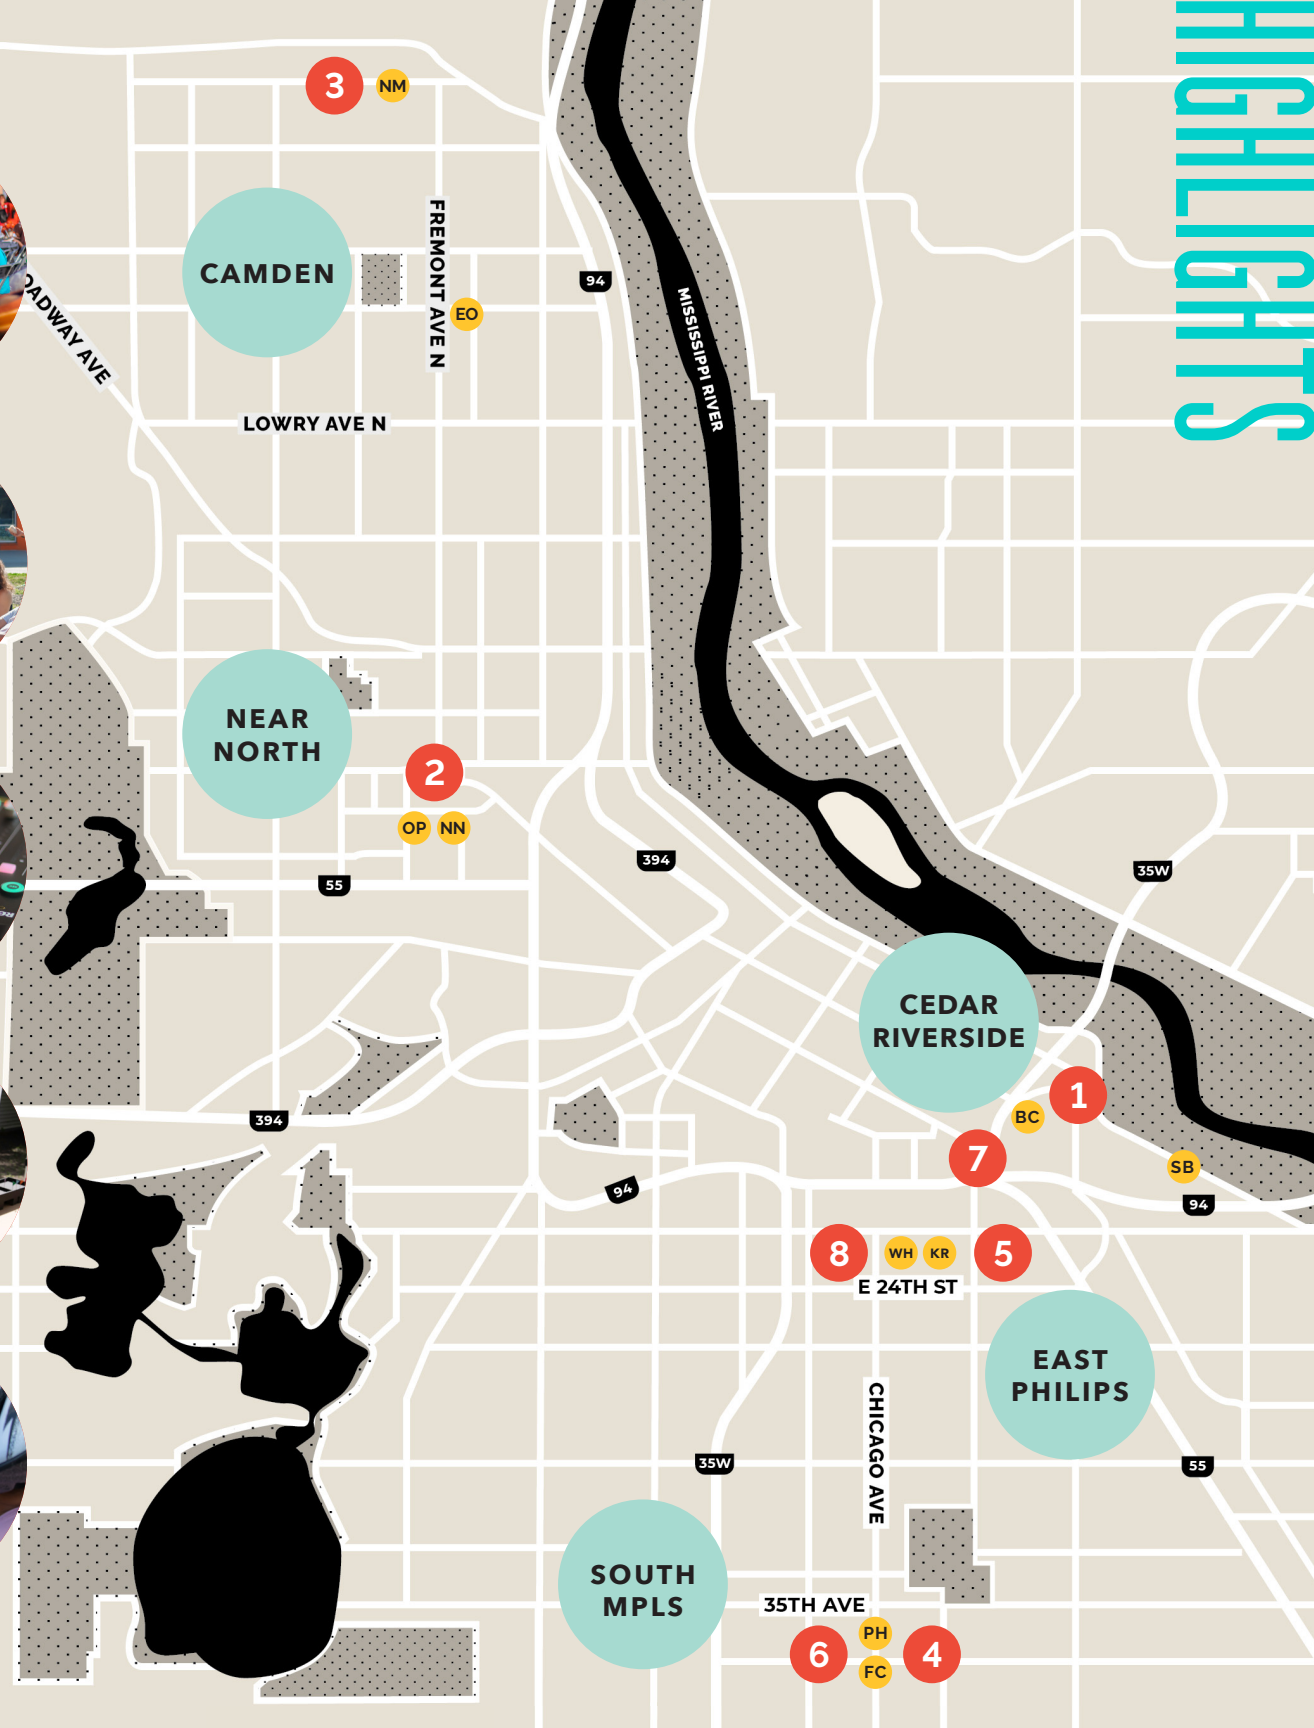 HIGHLIGHTS
3
NM
CAMDEN
FREMONT AVE N
EO
94
MISSISSIPPI RIVER
OADWAY AVE
LOWRY AVE N
NEAR
NORTH
2
OP
NN
394
55
35W
CEDAR
RIVERSIDE
1
BC
394
7
SB
94
94
8
WH
KR
5
E 24TH ST
EAST
PHILIPS
CHICAGO AVE
35W
55
SOUTH
MPLS
35TH AVE
PH
6
4
FC